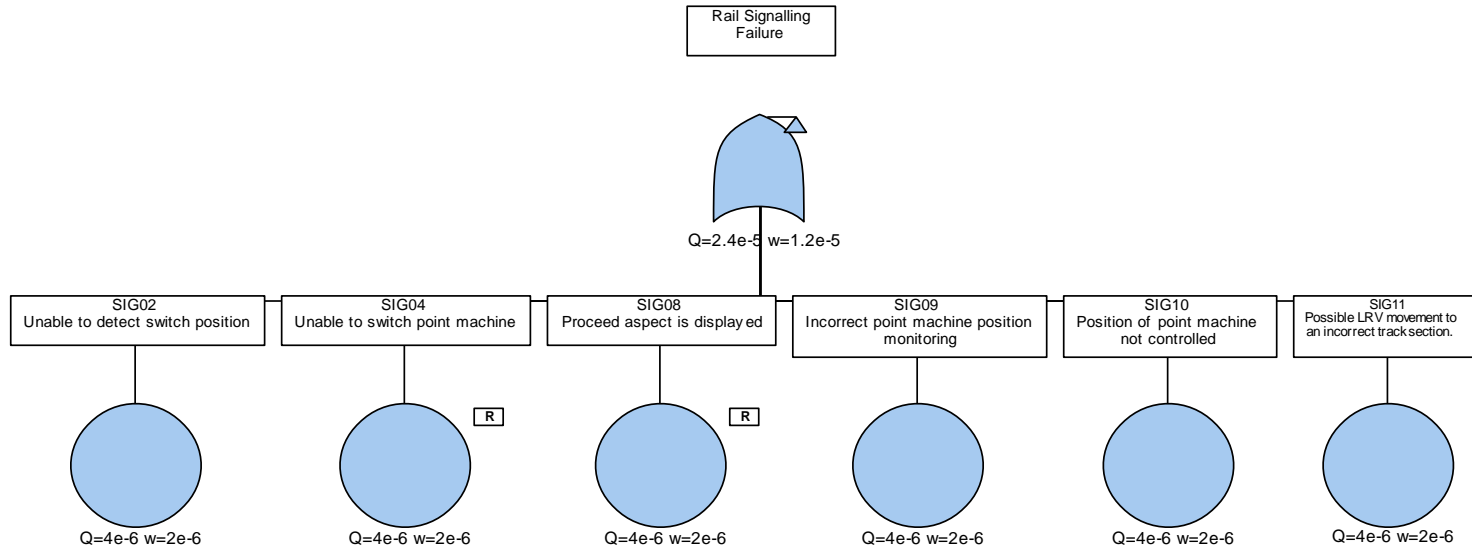 Rail Signalling
Failure
Q=2.4e-5 w=1.2e-5
SIG02
Unable to detect switch position
SIG04
Unable to switch point machine
SIG08
Proceed aspect is displayed
SIG09
Incorrect point machine position
monitoring
SIG10
Position of point machine
not controlled
SIG11
Possible LRV movement to
an incorrect track section.
R
R
Q=4e-6 w=2e-6
Q=4e-6 w=2e-6
Q=4e-6 w=2e-6
Q=4e-6 w=2e-6
Q=4e-6 w=2e-6
Q=4e-6 w=2e-6